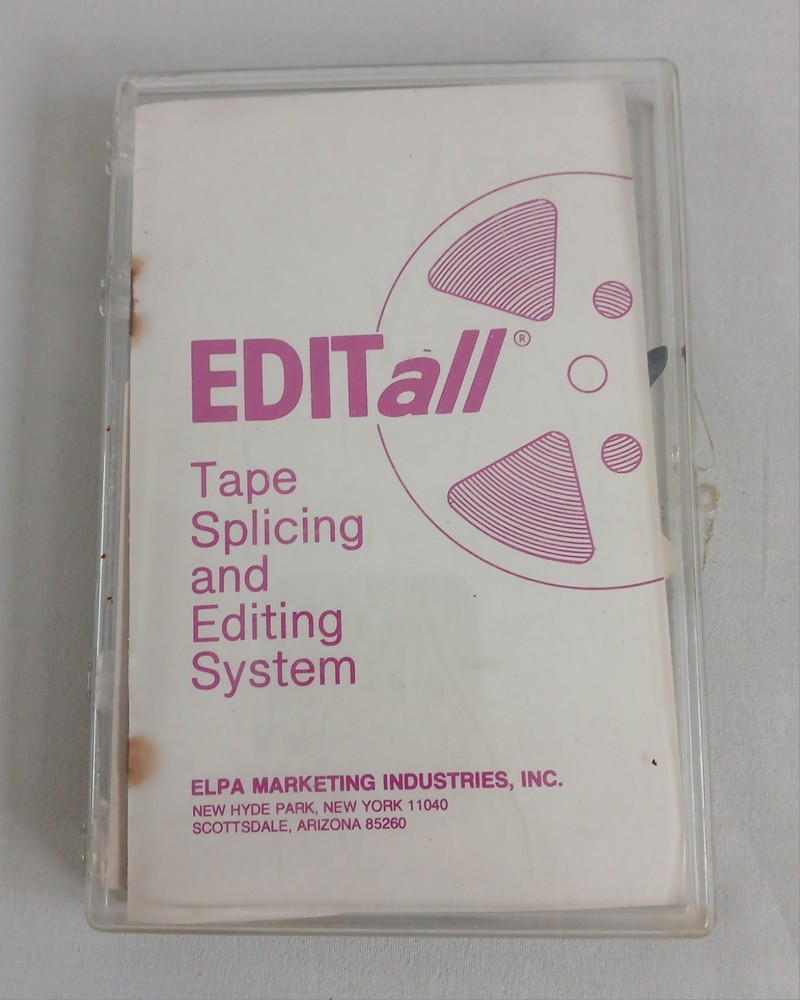 EDITall®
Tape
Splicing
and
Editing
System
ELPA MARKETING INDUSTRIES, INC.
NEW HYDE PARK, NEW YORK 11040
SCOTTSDALE, ARIZONA 85260